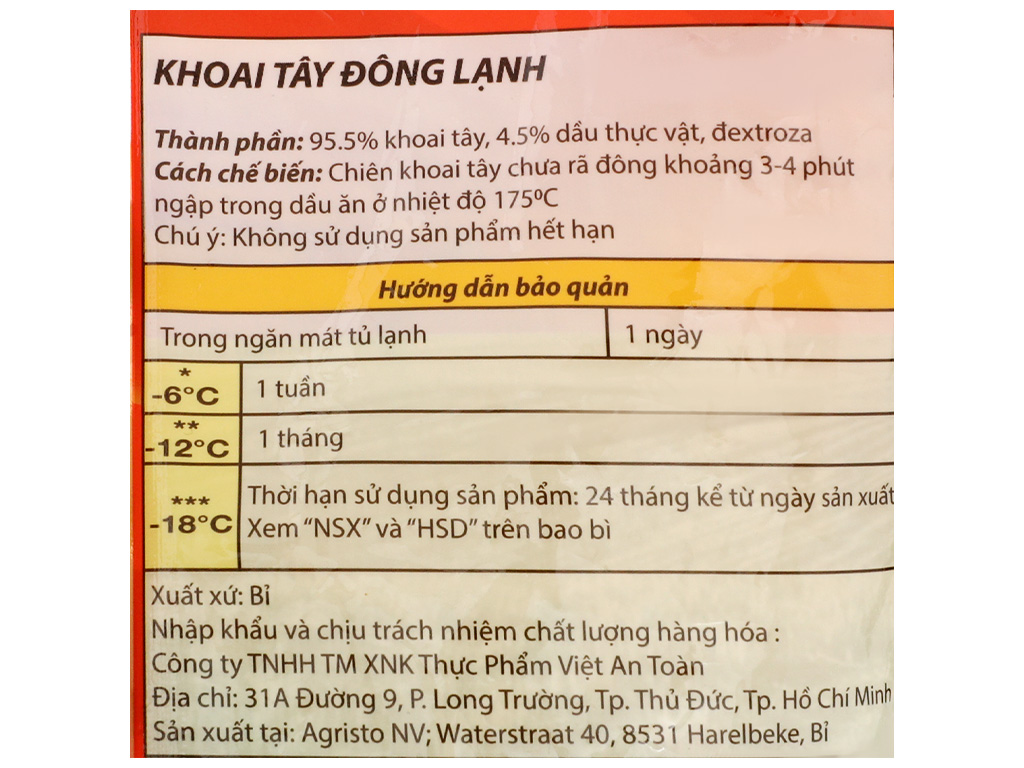 KHOAI TÂY ĐÔNG LẠNH
Thành phần: 95.5% khoai tây, 4.5% dầu thực vật, đextroza
Cách chế biến: Chiên khoai tây chưa rã đông khoảng 3-4 phút
ngập trong dầu ăn ở nhiệt độ 175ºC
Chú ý: Không sử dụng sản phẩm hết hạn
Hướng dẫn bảo quản
Trong ngăn mát tủ lạnh 1 ngày
*
-6°C 1 tuần
**
-12°C 1 tháng
***
-18°C
Thời hạn sử dụng sản phẩm: 24 tháng kể từ ngày sản xuất
Xem “NSX” và “HSD” trên bao bì
Xuất xứ: Bỉ
Nhập khẩu và chịu trách nhiệm chất lượng hàng hóa :
Công ty TNHH TM XNK Thực Phẩm Việt An Toàn
Địa chỉ: 31A Đường 9, P. Long Trường, Tp. Thủ Đức, Tp. Hồ Chí Minh
Sản xuất tại: Agristo NV; Waterstraat 40, 8531 Harelbeke, Bỉ